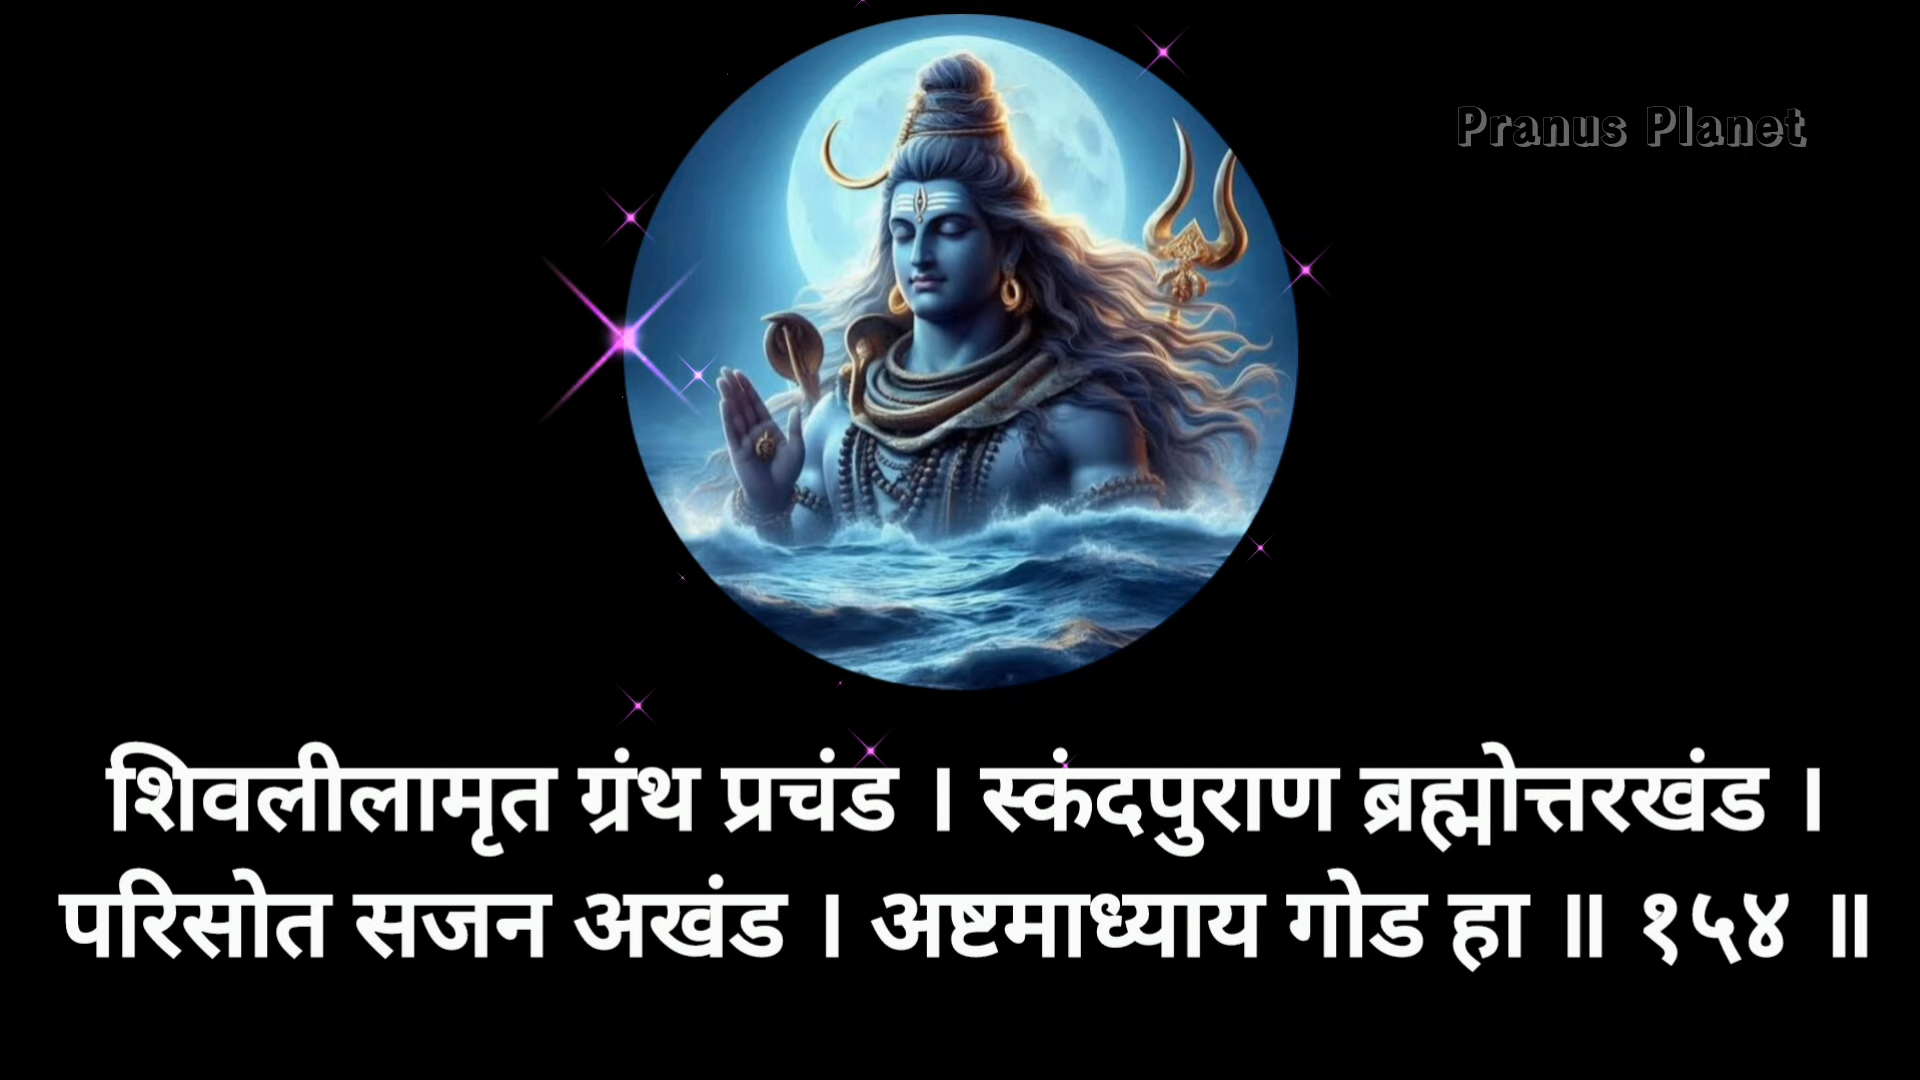 Pranus Planet
शिवलीलामृत ग्रंथ प्रचंड । स्कंदपुराण ब्रह्मोत्तरखंड ।
परिसोत सजन अखंड । अष्टमाध्याय गोड हा ॥ १५४ ॥